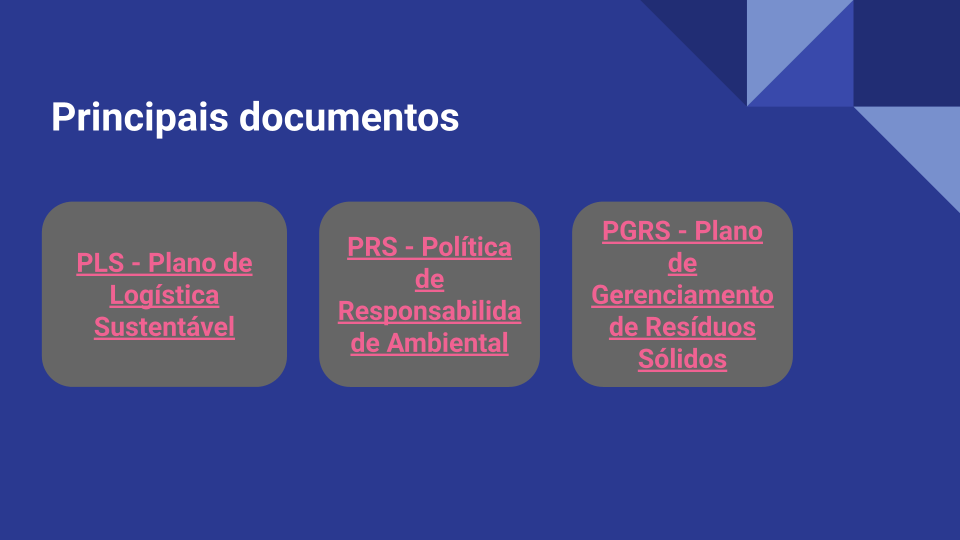 Principais documentos
PLS - Plano de
Logística
Sustentável
PRS - Política
de
Responsabilida
de Ambiental
PGRS - Plano
de
Gerenciamento
de Resíduos
Sólidos